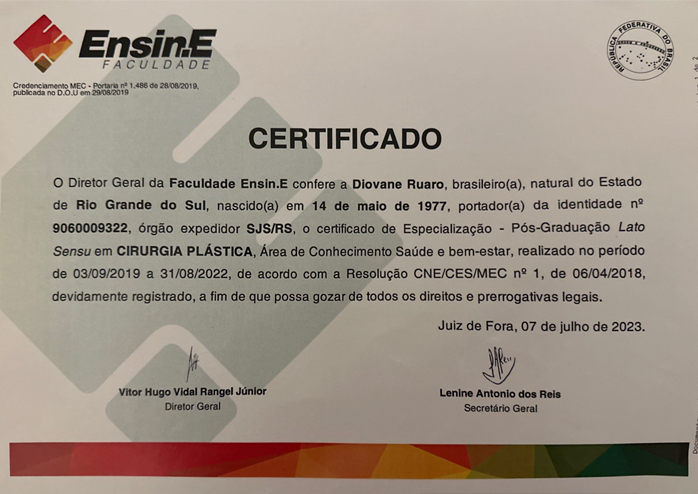 Ensin.E
FACULDADE
Credenciamento MEC - Portaria nº 1.486 de 28/08/2019,
publicada no D.O.U em 29/08/2019
REPÚBLICA FEDERATIVA DO BRASIL
CERTIFICADO
O Diretor Geral da Faculdade Ensin.E confere a Diovane Ruaro, brasileiro(a), natural do Estado
de Rio Grande do Sul, nascido(a) em 14 de maio de 1977, portador(a) da identidade nº
9060009322, órgão expedidor SJS/RS, o certificado de Especialização - Pós-Graduação Lato
Sensu em CIRURGIA PLÁSTICA, Área de Conhecimento Saúde e bem-estar, realizado no período
de 03/09/2019 a 31/08/2022, de acordo com a Resolução CNE/CES/MEC nº 1, de 06/04/2018,
devidamente registrado, a fim de que possa gozar de todos os direitos e prerrogativas legais.
Juiz de Fora, 07 de julho de 2023.
Vitor Hugo Vidal Rangel Júnior
Diretor Geral
Lenine Antonio dos Reis
Secretário Geral